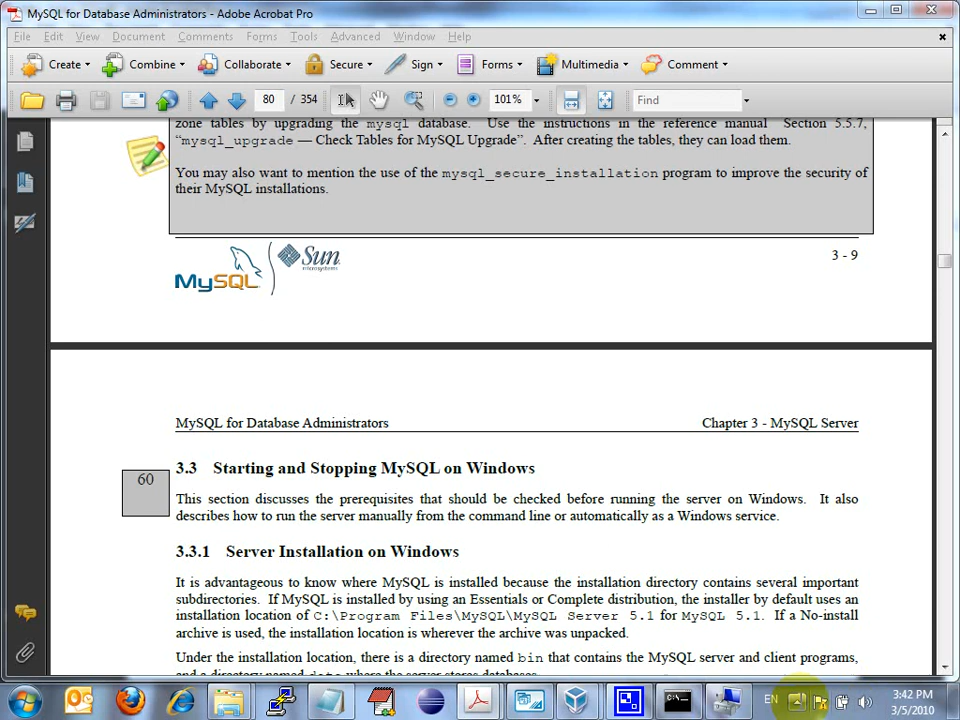 MySQL for Database Administrators - Adobe Acrobat Pro
File Edit View Document Comments Forms Tools Advanced Window Help
Create Combine Collaborate Secure Sign Forms Multimedia Comment
80 / 354 101% Find
zone tables by upgrading the mysql database. Use the instructions in the reference manual Section 5.5.7,
“mysql_upgrade — Check Tables for MySQL Upgrade”. After creating the tables, they can load them.
You may also want to mention the use of the mysql_secure_installation program to improve the security of
their MySQL installations.
MySQL Sun microsystems 3 - 9
MySQL for Database Administrators Chapter 3 - MySQL Server
60
3.3 Starting and Stopping MySQL on Windows
This section discusses the prerequisites that should be checked before running the server on Windows. It also
describes how to run the server manually from the command line or automatically as a Windows service.
3.3.1 Server Installation on Windows
It is advantageous to know where MySQL is installed because the installation directory contains several important
subdirectories. If MySQL is installed by using an Essentials or Complete distribution, the installer by default uses an
installation location of C:\Program Files\MySQL\MySQL Server 5.1 for MySQL 5.1. If a No-install
archive is used, the installation location is wherever the archive was unpacked.
Under the installation location, there is a directory named bin that contains the MySQL server and client programs,
and a directory named data where the server stores databases.
EN 3:42 PM
3/5/2010